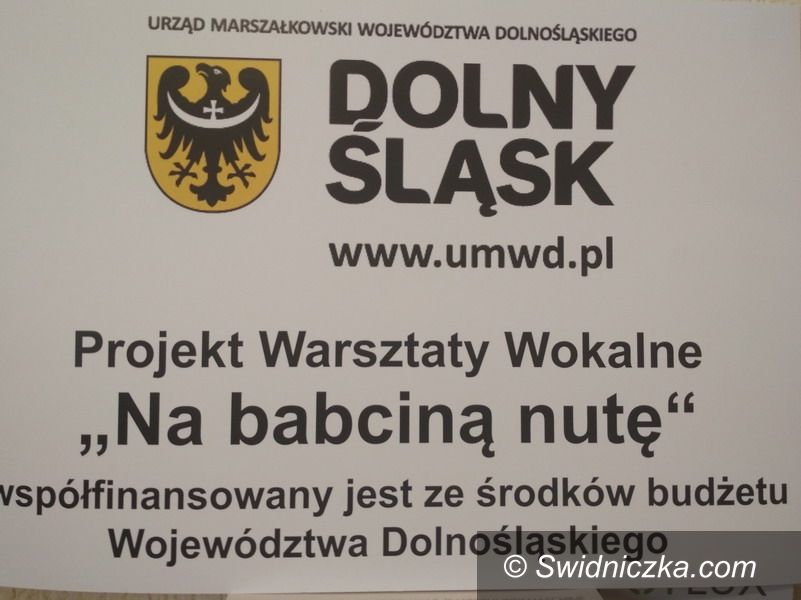 URZĄD MARSZAŁKOWSKI WOJEWÓDZTWA DOLNOŚLĄSKIEGO
DOLNY
ŚLĄSK
www.umwd.pl
Projekt Warsztaty Wokalne
„Na babciną nutę“
współfinansowany jest ze środków budżetu
Województwa Dolnośląskiego
© Swidniczka.com